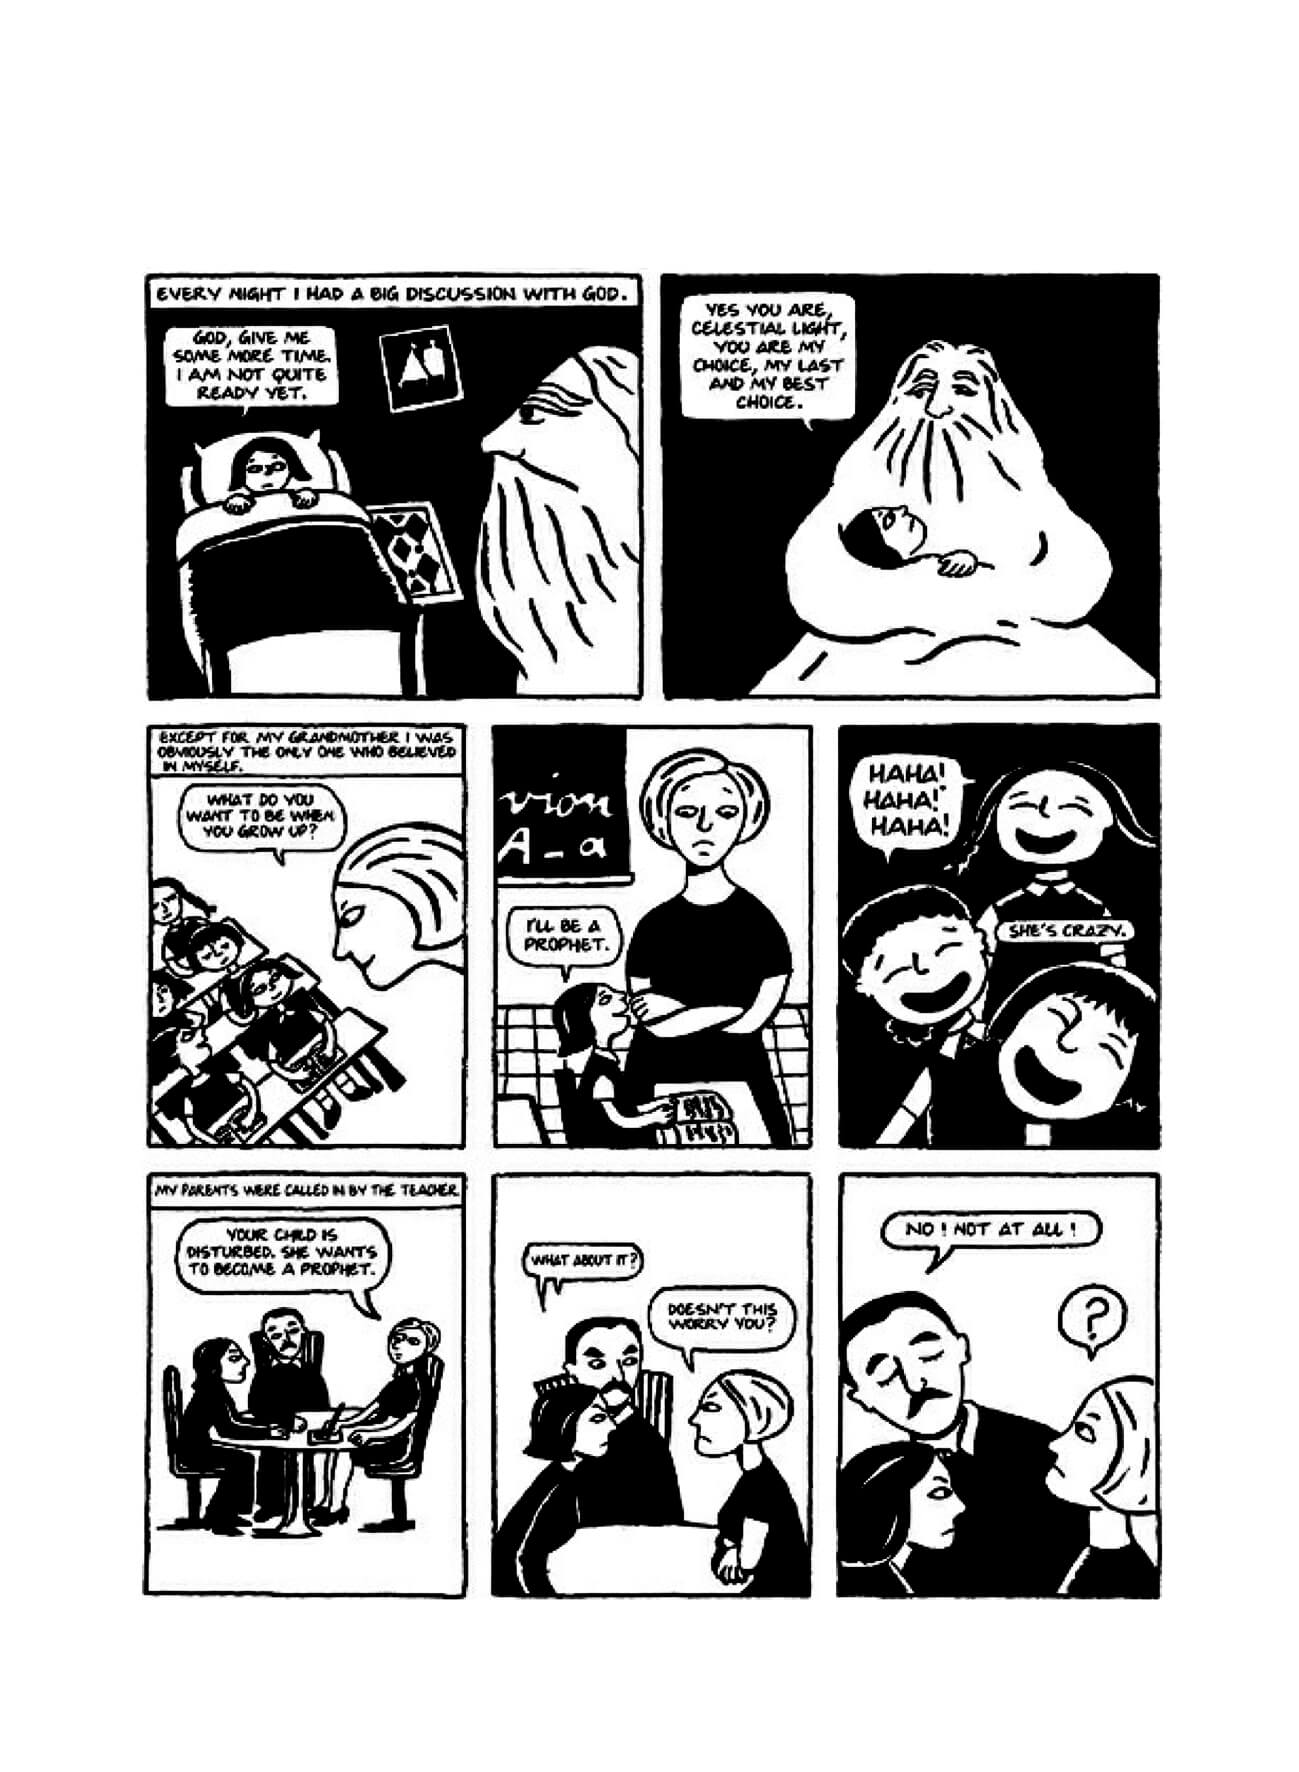 EVERY NIGHT I HAD A BIG DISCUSSION WITH GOD.
GOD, GIVE ME
SOME MORE TIME.
I AM NOT QUITE
READY YET.
YES YOU ARE,
CELESTIAL LIGHT,
YOU ARE MY
CHOICE, MY LAST
AND MY BEST
CHOICE.
EXCEPT FOR MY GRANDMOTHER I WAS
OBVIOUSLY THE ONLY ONE WHO BELIEVED
IN MYSELF.
WHAT DO YOU
WANT TO BE WHEN
YOU GROW UP?
vion
A - a
I'LL BE A
PROPHET.
HAHA!
HAHA!
HAHA!
SHE'S CRAZY.
MY PARENTS WERE CALLED IN BY THE TEACHER.
YOUR CHILD IS
DISTURBED. SHE WANTS
TO BECOME A PROPHET.
WHAT ABOUT IT?
DOESN'T THIS
WORRY YOU?
NO! NOT AT ALL!
?